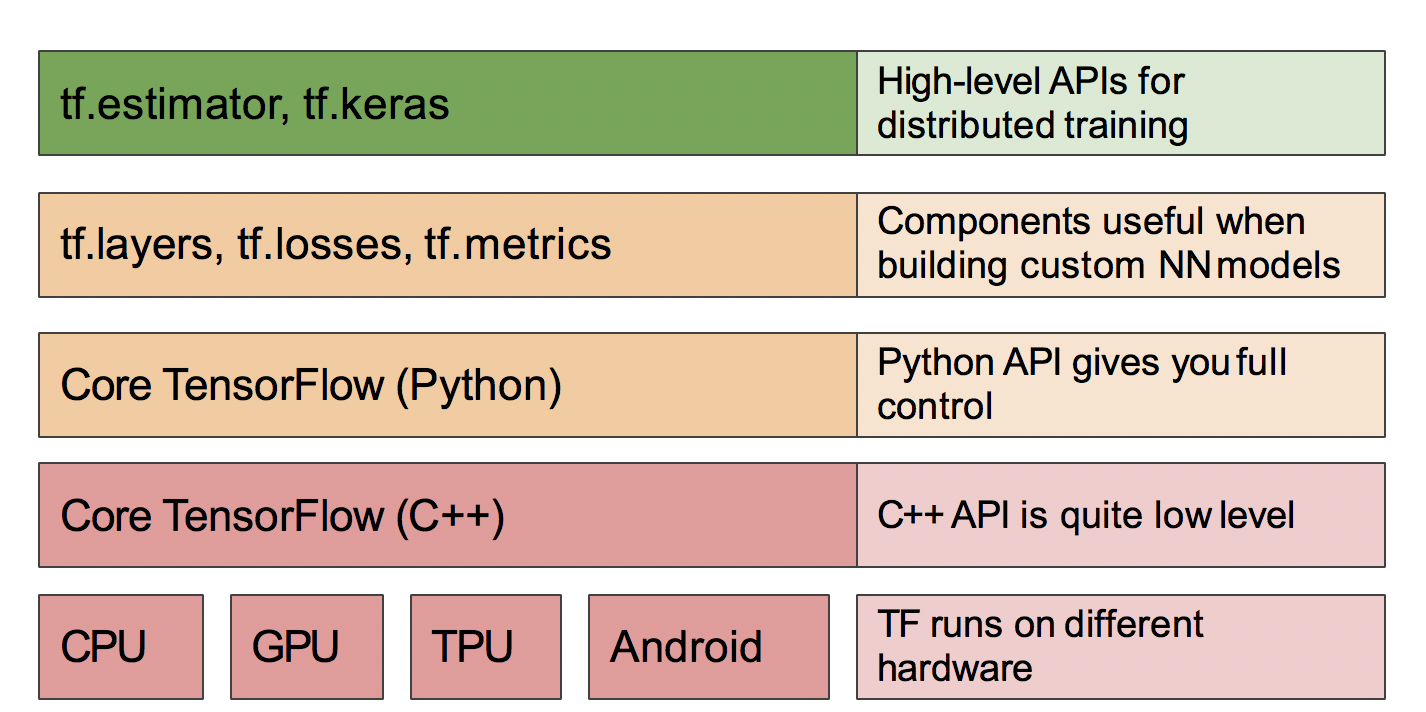 tf.estimator, tf.keras
High-level APIs for
distributed training
tf.layers, tf.losses, tf.metrics
Components useful when
building custom NN models
Core TensorFlow (Python)
Python API gives you full
control
Core TensorFlow (C++)
C++ API is quite low level
CPU
GPU
TPU
Android
TF runs on different
hardware